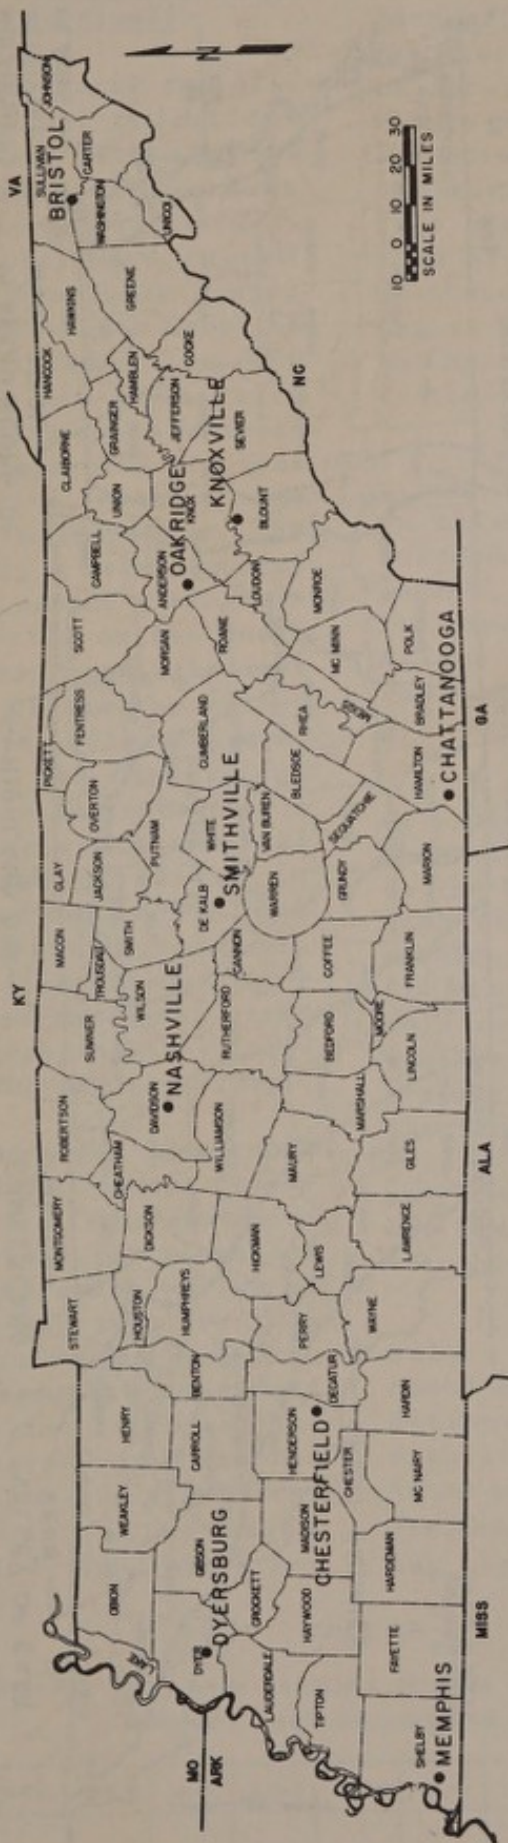 VA
KY
MO
ARK
MISS
ALA
GA
NC
N
10 0 10 20 30
SCALE IN MILES
JOHNSON
SULLIVAN
BRISTOL
CARTER
WASHINGTON
UNICOI
HANCOCK
HAWKINS
GREENE
HAMBLEN
COCKE
CLAIBORNE
GRAINGER
JEFFERSON
KNOXVILLE
SEVIER
UNION
KNOX
BLOUNT
CAMPBELL
ANDERSON
OAKRIDGE
LOUDON
MONROE
SCOTT
MORGAN
ROANE
MC MINN
POLK
PICKETT
FENTRESS
CUMBERLAND
RHEA
MEIGS
BRADLEY
OVERTON
PUTNAM
WHITE
VAN BUREN
BLEDSOE
SEQUATCHIE
HAMILTON
CHATTANOOGA
CLAY
JACKSON
DE KALB
SMITHVILLE
WARREN
GRUNDY
MARION
MACON
TROUSDALE
SMITH
CANNON
COFFEE
FRANKLIN
SUMNER
WILSON
RUTHERFORD
BEDFORD
MOORE
LINCOLN
ROBERTSON
DAVIDSON
NASHVILLE
CHEATHAM
WILLIAMSON
MARSHALL
MONTGOMERY
DICKSON
HICKMAN
MAURY
GILES
LEWIS
LAWRENCE
STEWART
HOUSTON
HUMPHREYS
PERRY
WAYNE
HENRY
BENTON
CARROLL
DECATUR
HENDERSON
HARDIN
CHESTERFIELD
CHESTER
WEAKLEY
GIBSON
MADISON
MC NAIRY
OBION
DYER
DYERSBURG
CROCKETT
HAYWOOD
HARDEMAN
LAUDERDALE
TIPTON
FAYETTE
SHELBY
MEMPHIS